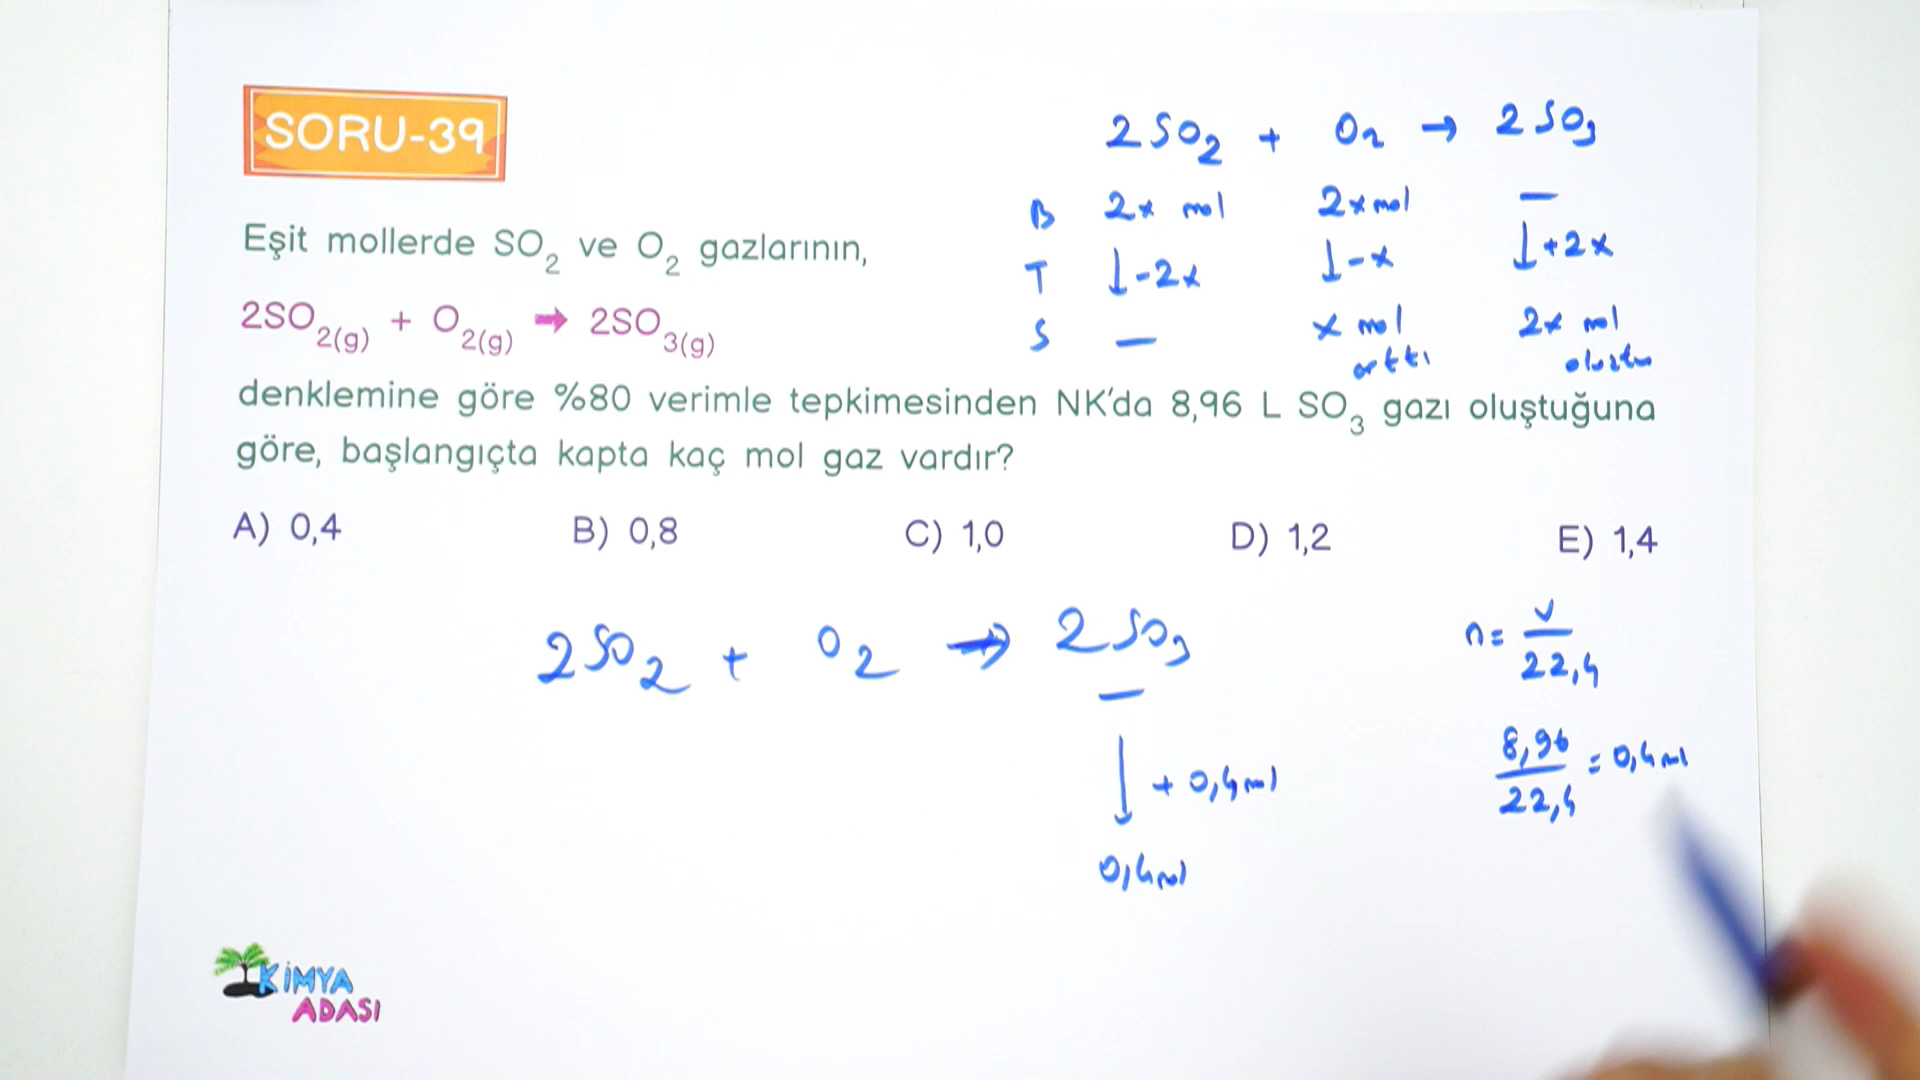 SORU-39
Eşit mollerde SO2 ve O2 gazlarının,
2SO2(g) + O2(g) → 2SO3(g)
denklemine göre %80 verimle tepkimesinden NK'da 8,96 L SO3 gazı oluştuğuna
göre, başlangıçta kapta kaç mol gaz vardır?
A) 0,4 B) 0,8 C) 1,0 D) 1,2 E) 1,4
2SO2 + O2 → 2SO3
B 2x mol 2x mol —
T ↓-2x ↓-x ↓+2x
S — x mol 2x mol
arttı oluştu
2SO2 + O2 → 2SO3
—
↓ + 0,4 mol
0,4 mol
n = V
22,4
8,96 = 0,4 mol
22,4
KİMYA
ADASI